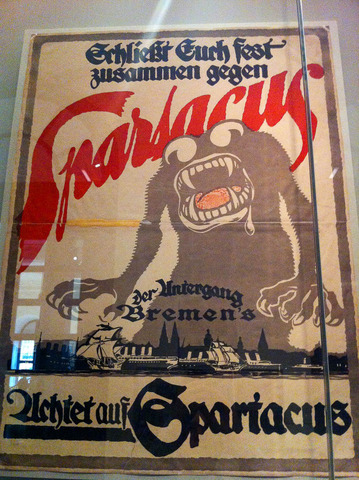 Schließt Euch fest
zusammen gegen
Spartacus
Der Untergang
Bremen's
Achtet auf Spartacus